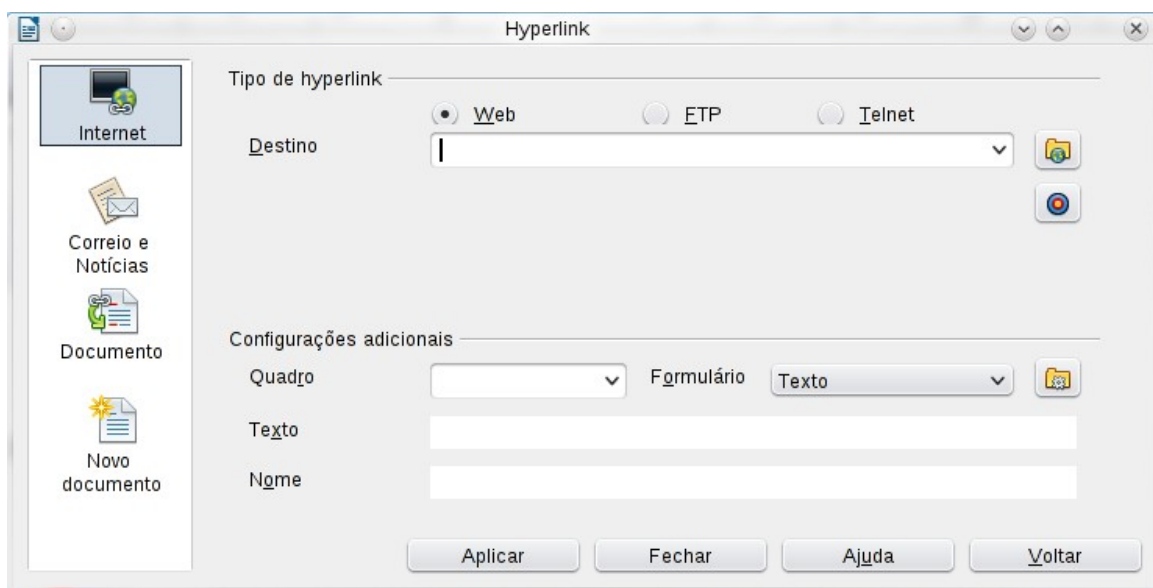 Hyperlink
Internet
Correio e
Notícias
Documento
Novo
documento
Tipo de hyperlink
Web FTP Telnet
Destino
Configurações adicionais
Quadro Formulário Texto
Texto
Nome
Aplicar Fechar Ajuda Voltar